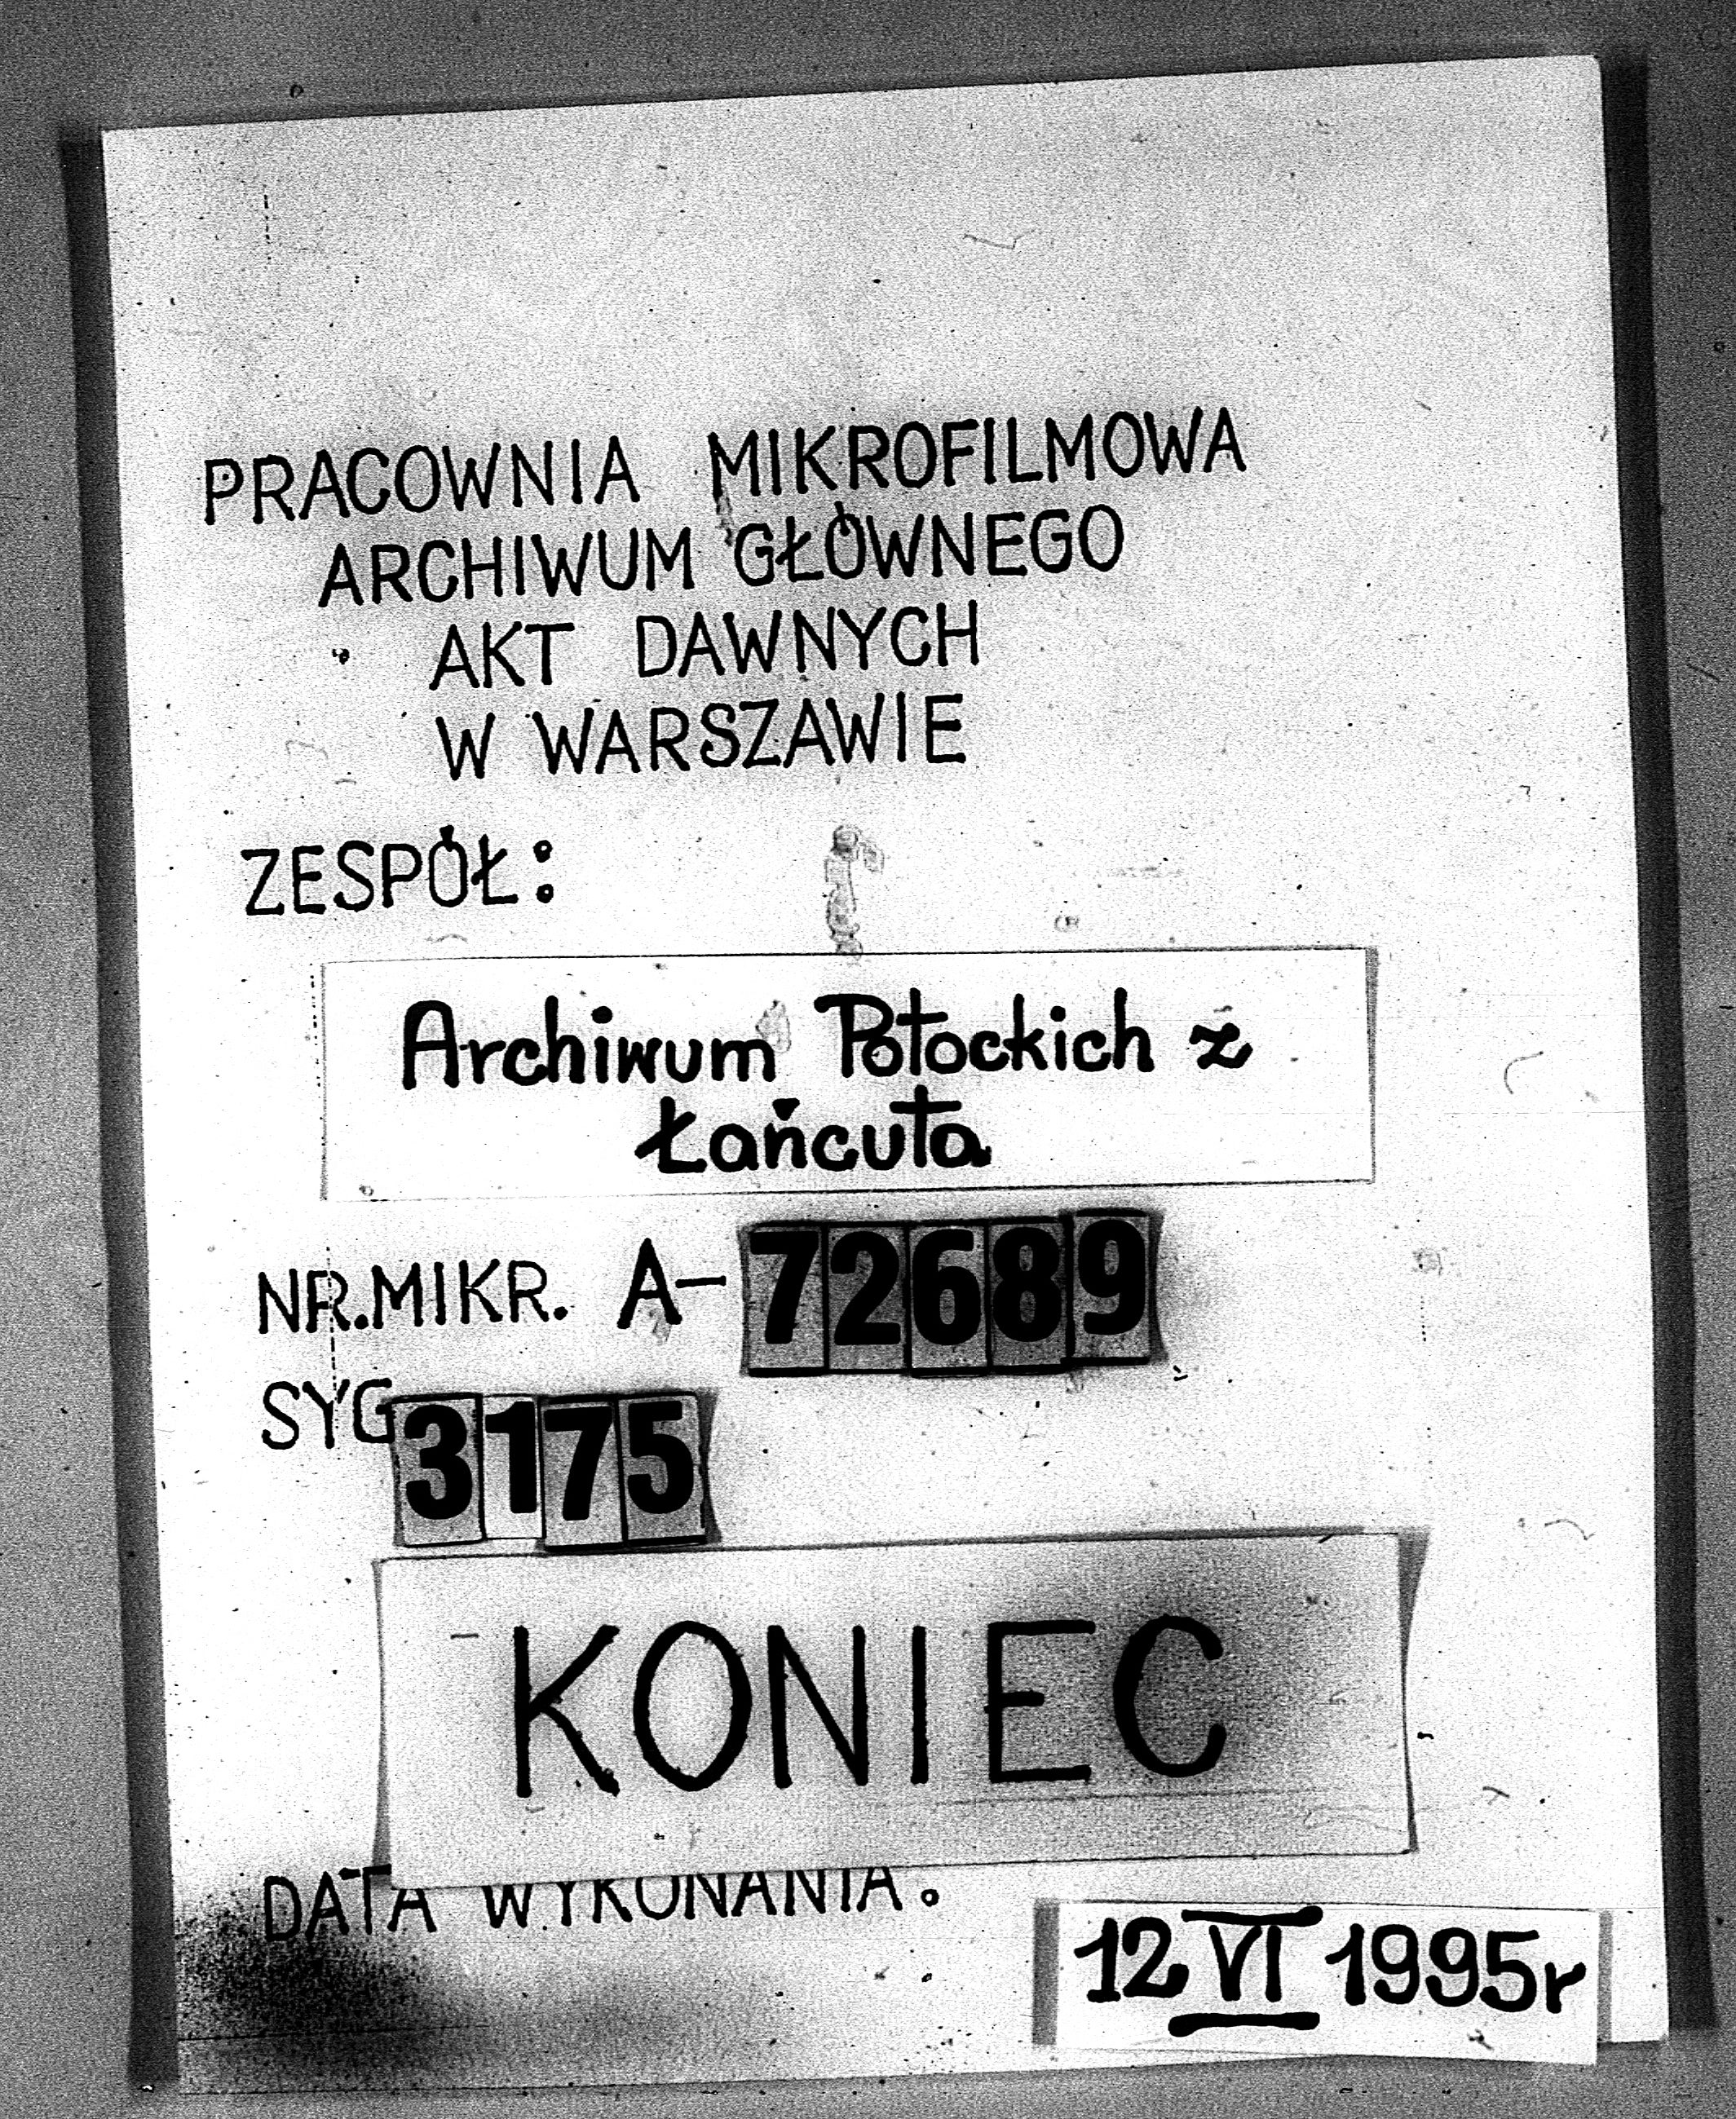 PRACOWNIA MIKROFILMOWA
ARCHIWUM GŁÓWNEGO
AKT DAWNYCH
W WARSZAWIE
ZESPÓŁ:
Archiwum Potockich z
Łańcuta
NR.MIKR. A-72689
SYG 3175
KONIEC
DATA WYKONANIA:
12 VI 1995r